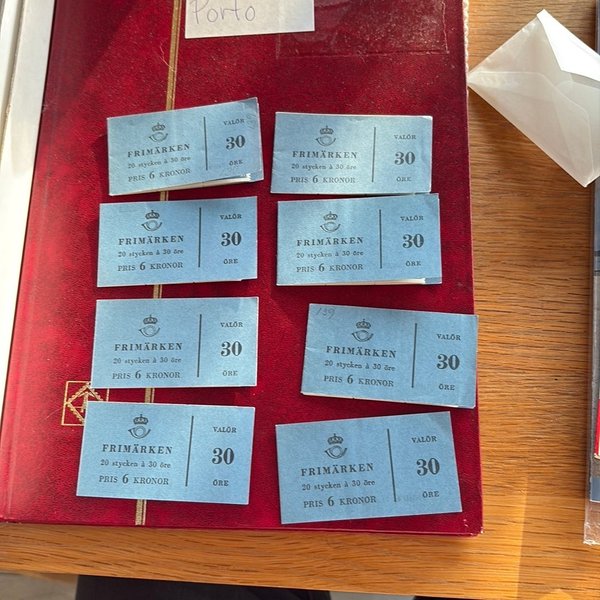 Porto
FRIMÄRKEN
20 stycken à 30 öre
PRIS 6 KRONOR
VALÖR
30
ÖRE
FRIMÄRKEN
20 stycken à 30 öre
PRIS 6 KRONOR
VALÖR
30
ÖRE
FRIMÄRKEN
20 stycken à 30 öre
PRIS 6 KRONOR
VALÖR
30
ÖRE
FRIMÄRKEN
20 stycken à 30 öre
PRIS 6 KRONOR
VALÖR
30
ÖRE
FRIMÄRKEN
20 stycken à 30 öre
PRIS 6 KRONOR
VALÖR
30
ÖRE
139
FRIMÄRKEN
20 stycken à 30 öre
PRIS 6 KRONOR
VALÖR
30
ÖRE
FRIMÄRKEN
20 stycken à 30 öre
PRIS 6 KRONOR
VALÖR
30
ÖRE
FRIMÄRKEN
20 stycken à 30 öre
PRIS 6 KRONOR
VALÖR
30
ÖRE